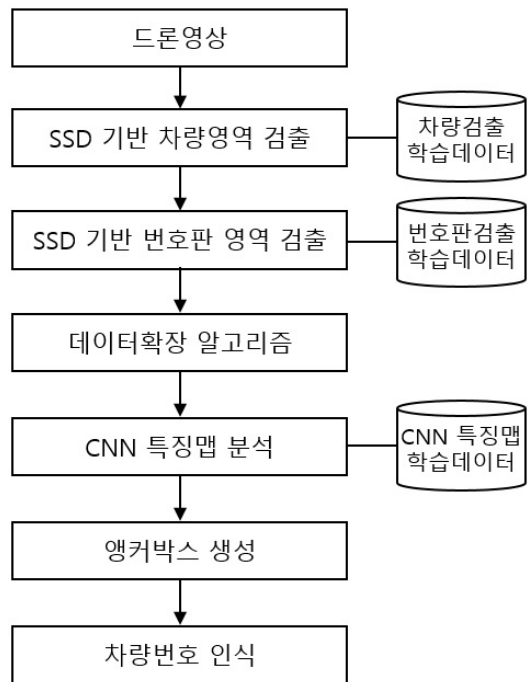 드론영상
SSD 기반 차량영역 검출
차량검출
학습데이터
SSD 기반 번호판 영역 검출
번호판검출
학습데이터
데이터확장 알고리즘
CNN 특징맵 분석
CNN 특징맵
학습데이터
앵커박스 생성
차량번호 인식